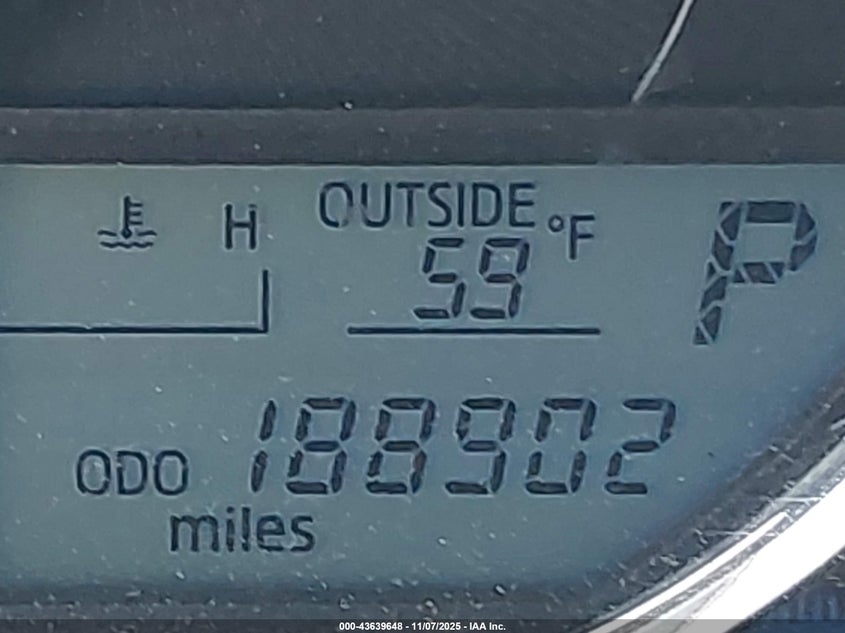 H
OUTSIDE
59 °F
P
ODO 188902
miles
000-43639648 - 11/07/2025 - IAA Inc.